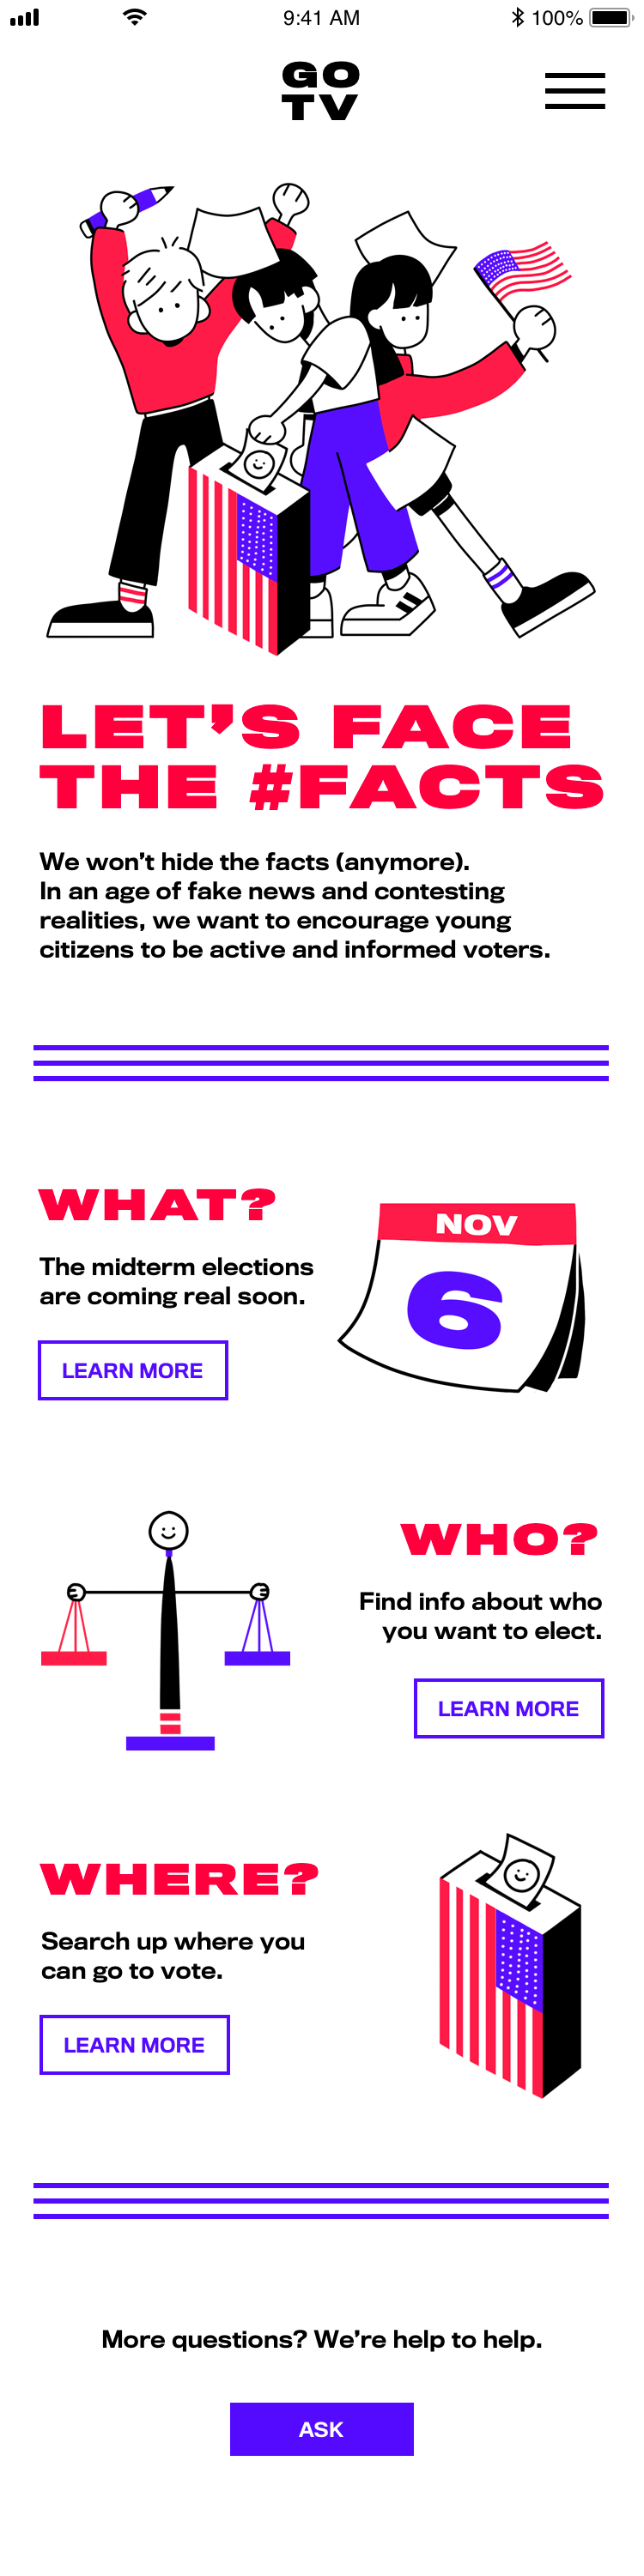 9:41 AM
100%
GO
TV
LET’S FACE
THE #FACTS
We won’t hide the facts (anymore).
In an age of fake news and contesting
realities, we want to encourage young
citizens to be active and informed voters.
WHAT?
The midterm elections
are coming real soon.
LEARN MORE
NOV
6
WHO?
Find info about who
you want to elect.
LEARN MORE
WHERE?
Search up where you
can go to vote.
LEARN MORE
More questions? We’re help to help.
ASK